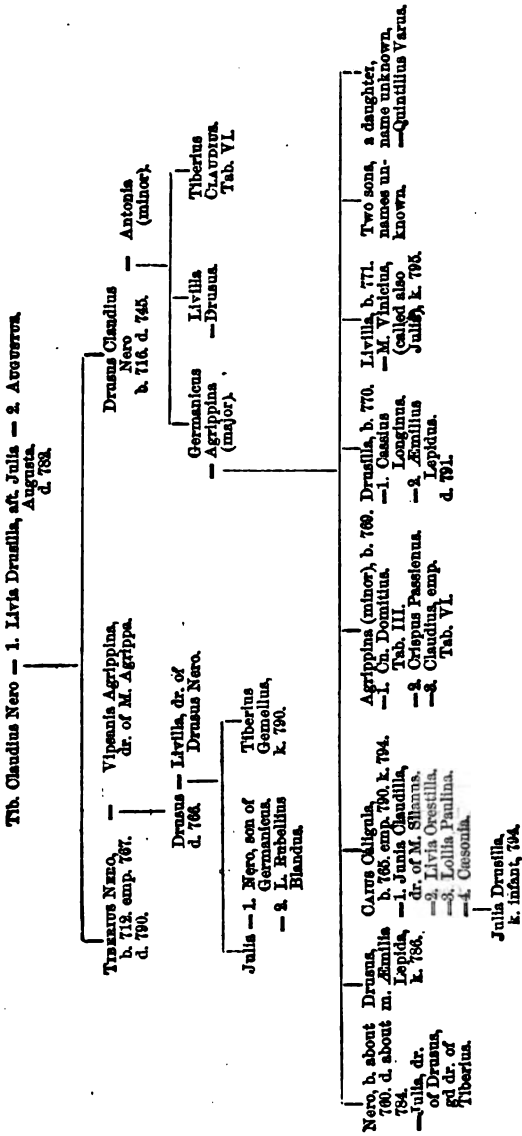 Tib. Claudius Nero — 1. Livia Drusilla, aft. Julia — 2. AUGUSTUS.
Augusta.
d. 782.
TIBERIUS NERO, — Vipsania Agrippina,
b. 712. emp. 767. dr. of M. Agrippa.
d. 790.
Drusus Claudius — Antonia
Nero (minor).
b. 716. d. 745.
Drusus — Livilla, dr. of
d. 766. Drusus Nero.
Germanicus
— Agrippina
(major).
Livilla
— Drusus.
Tiberius
CLAUDIUS,
Tab. VI.
Julia — 1. Nero, son of
Germanicus.
— 2. L. Rubellius
Blandus.
Tiberius
Gemellus,
k. 790.
Nero, b. about
760. d. about
784.
— Julia, dr.
of Drusus,
gd dr. of
Tiberius.
Drusus,
m. Æmilia
Lepida,
k. 786.
CAIUS CALIGULA,
b. 765. emp. 790. k. 794.
— 1. Junia Claudilla,
dr. of M. Silanus.
— 2. Livia Orestilla.
— 3. Lollia Paulina.
— 4. Cæsonia.
Julia Drusilla,
k. infant, 794.
Agrippina (minor), b. 769.
— 1. Cn. Domitius.
Tab. III.
— 2. Crispus Passienus.
— 3. Claudius, emp.
Tab. VI.
Drusilla, b. 770.
— 1. Cassius
Longinus.
— 2. Æmilius
Lepidus.
d. 791.
Livilla, b. 771.
— M. Vinicius,
(called also
Julia), k. 795.
Two sons,
names un-
known.
a daughter,
name unknown,
— Quintilius Varus.